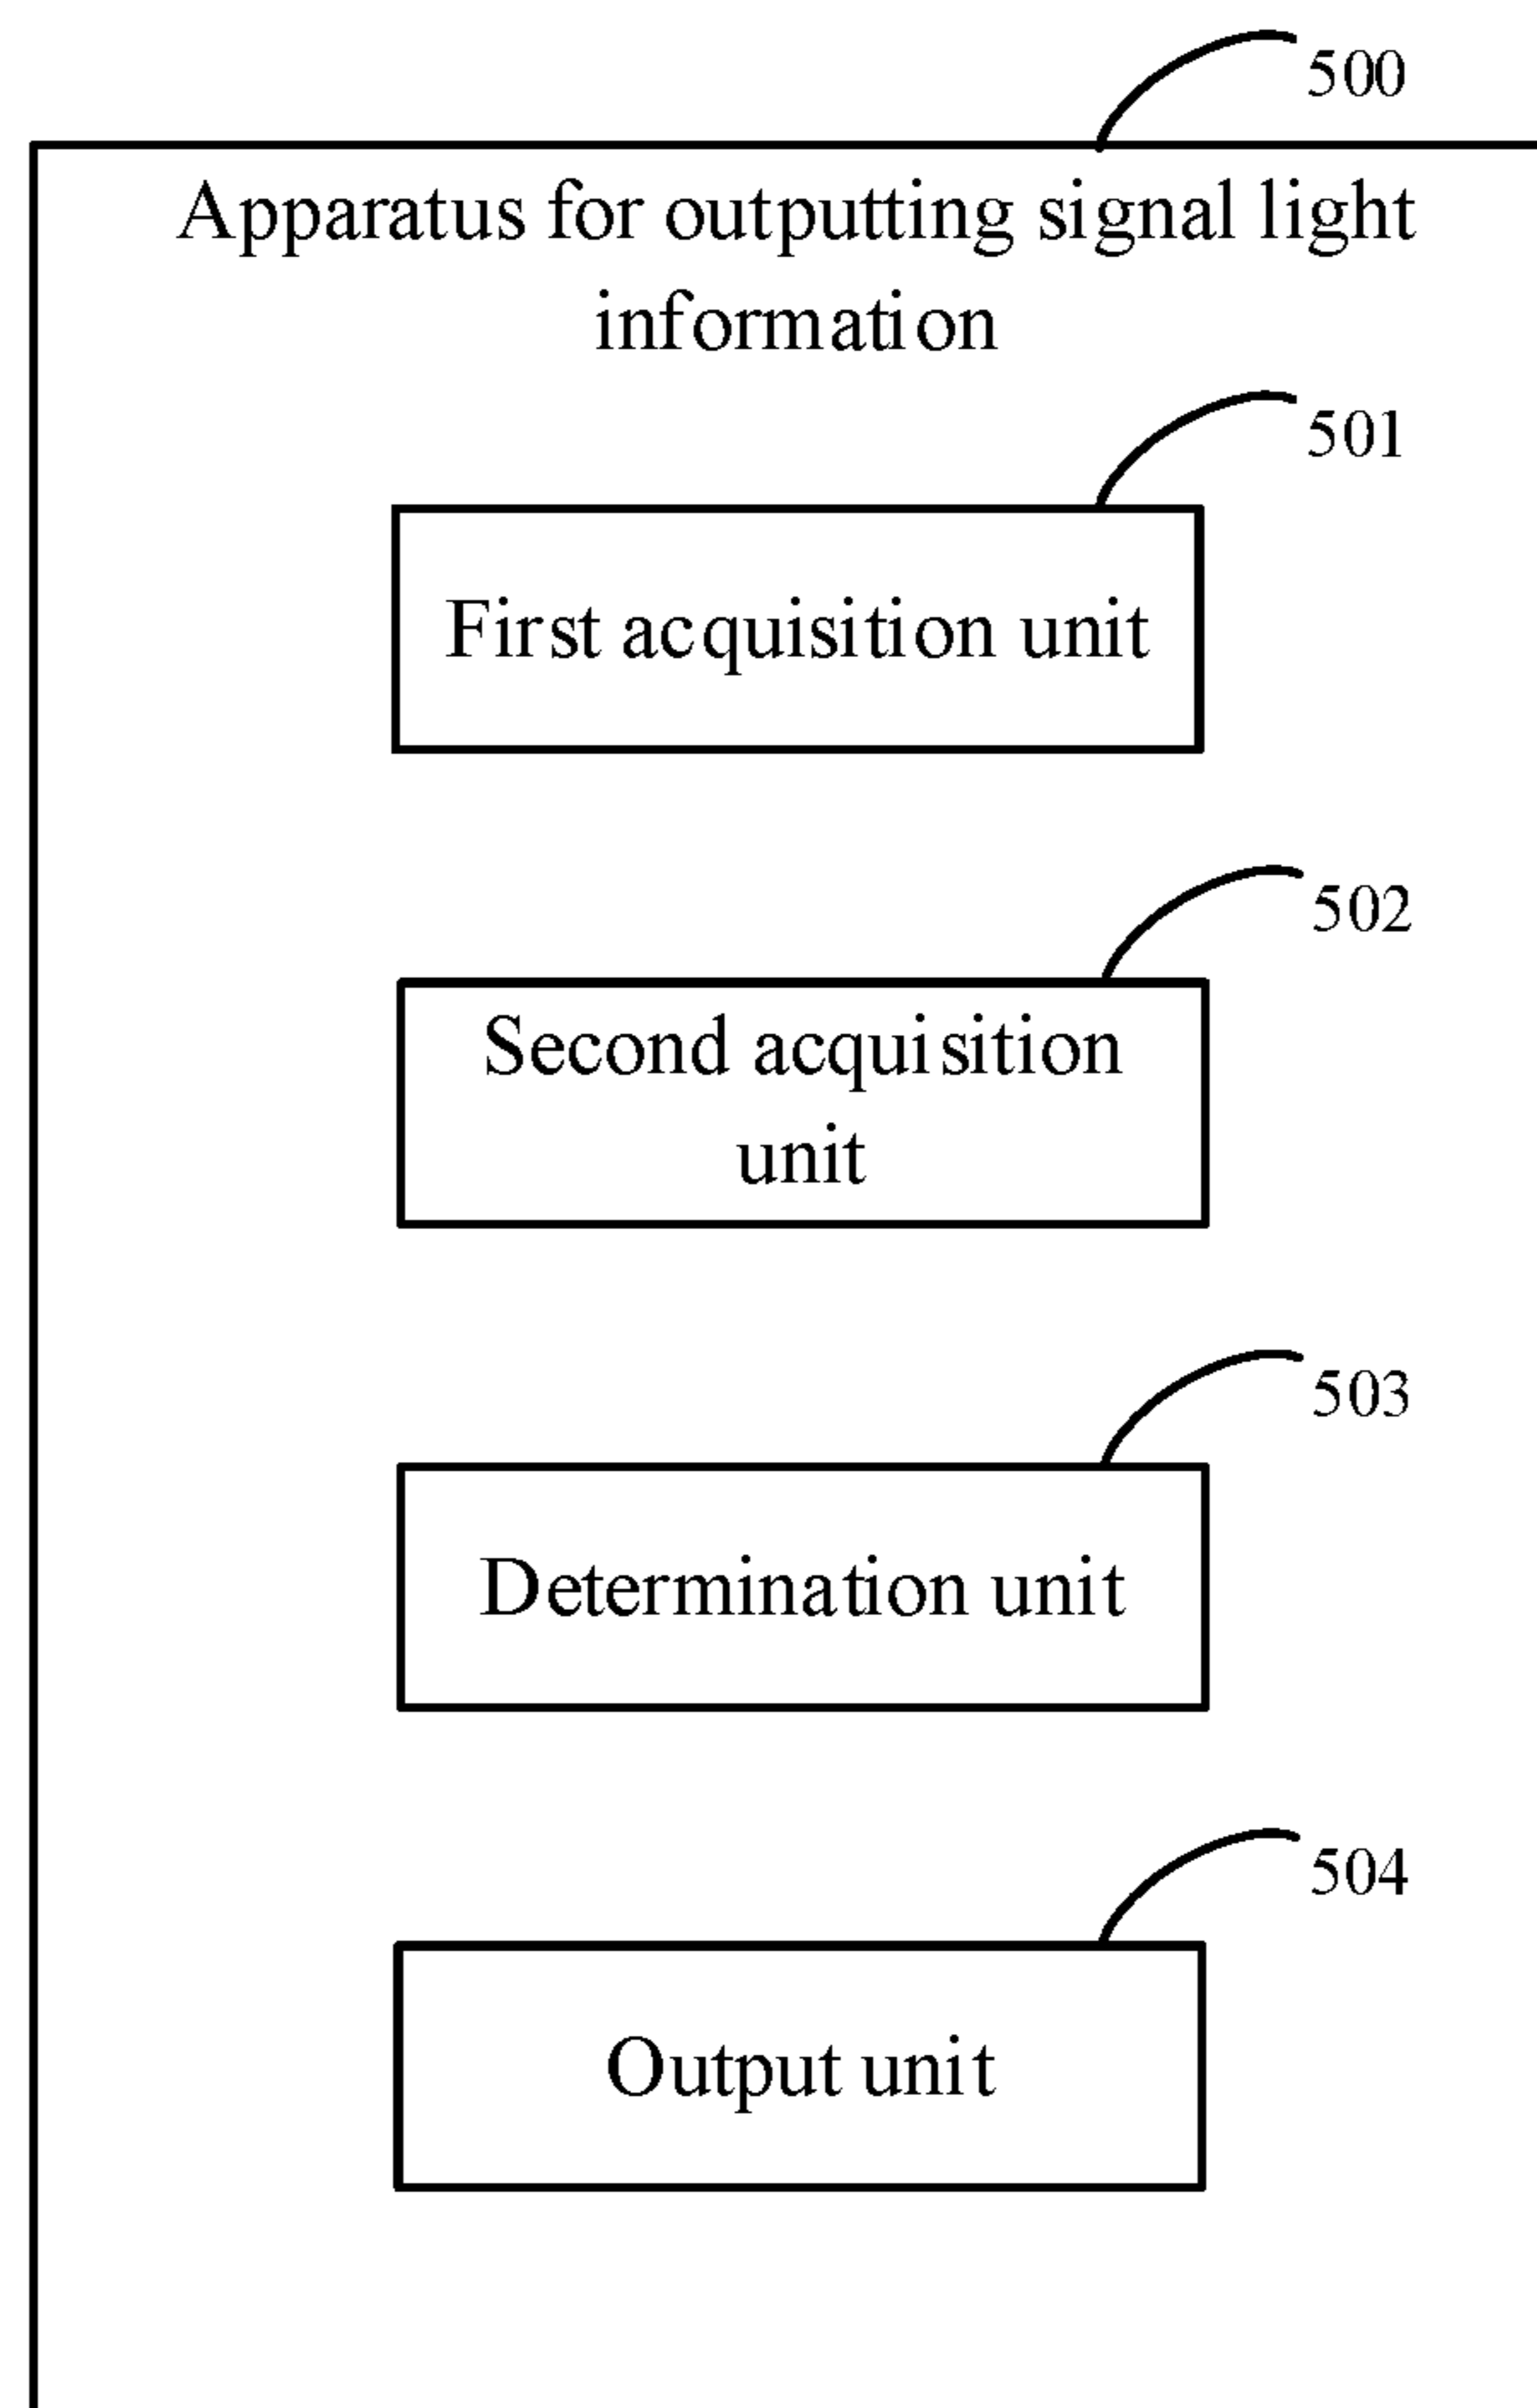 500
Apparatus for outputting signal light
information
501
First acquisition unit
502
Second acquisition
unit
503
Determination unit
504
Output unit